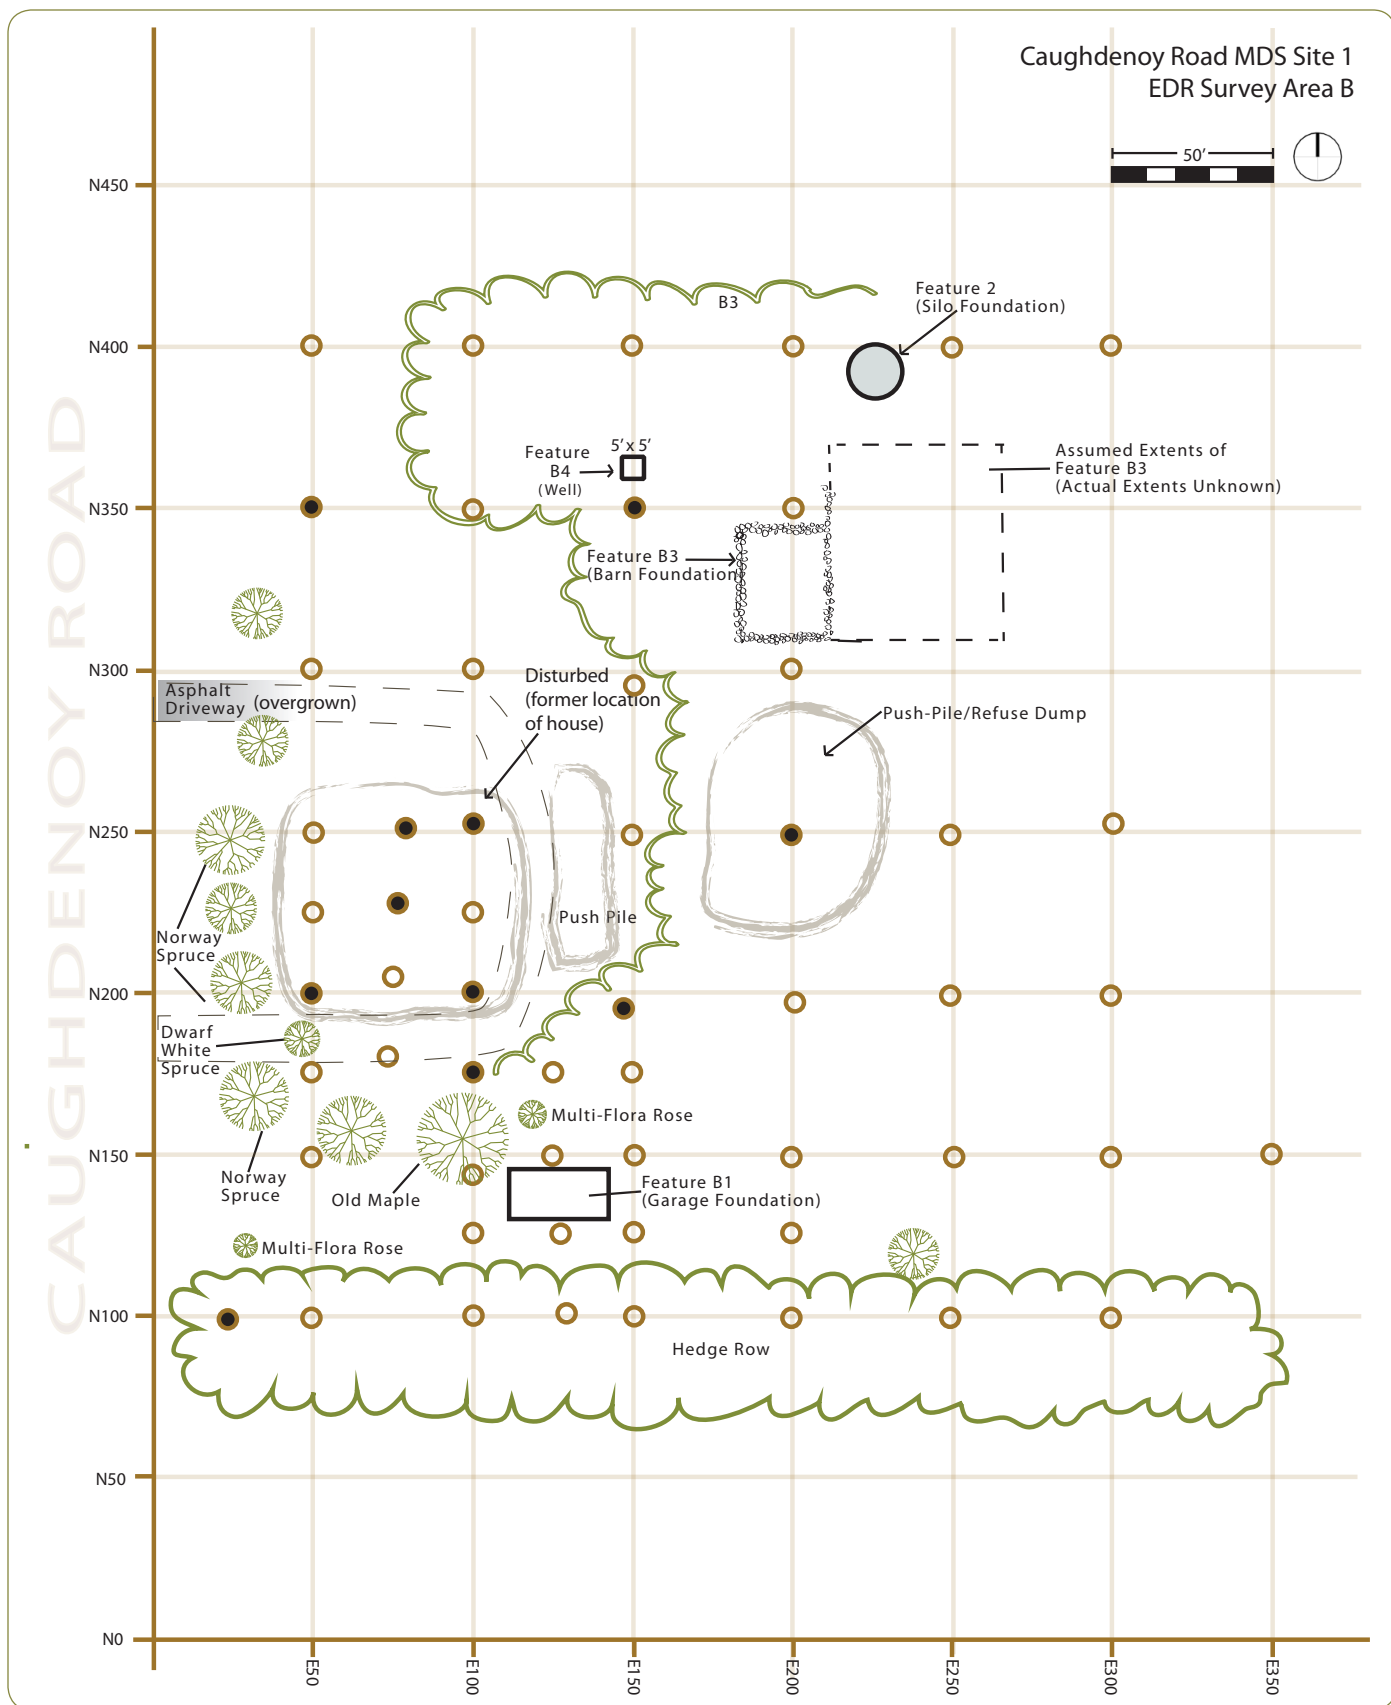 Caughdenoy Road MDS Site 1
EDR Survey Area B
50'
N450
N400
N350
N300
N250
N200
N150
N100
N50
N0
CAUGHDENOY ROAD
B3
Feature 2
(Silo Foundation)
5' x 5'
Feature
B4
(Well)
Assumed Extents of
Feature B3
(Actual Extents Unknown)
Feature B3
(Barn Foundation)
Disturbed
(former location
of house)
Asphalt
Driveway
(overgrown)
Push-Pile/Refuse Dump
Push Pile
Norway
Spruce
Dwarf
White
Spruce
Multi-Flora Rose
Norway
Spruce
Old Maple
Feature B1
(Garage Foundation)
Multi-Flora Rose
Hedge Row
E50
E100
E150
E200
E250
E300
E350